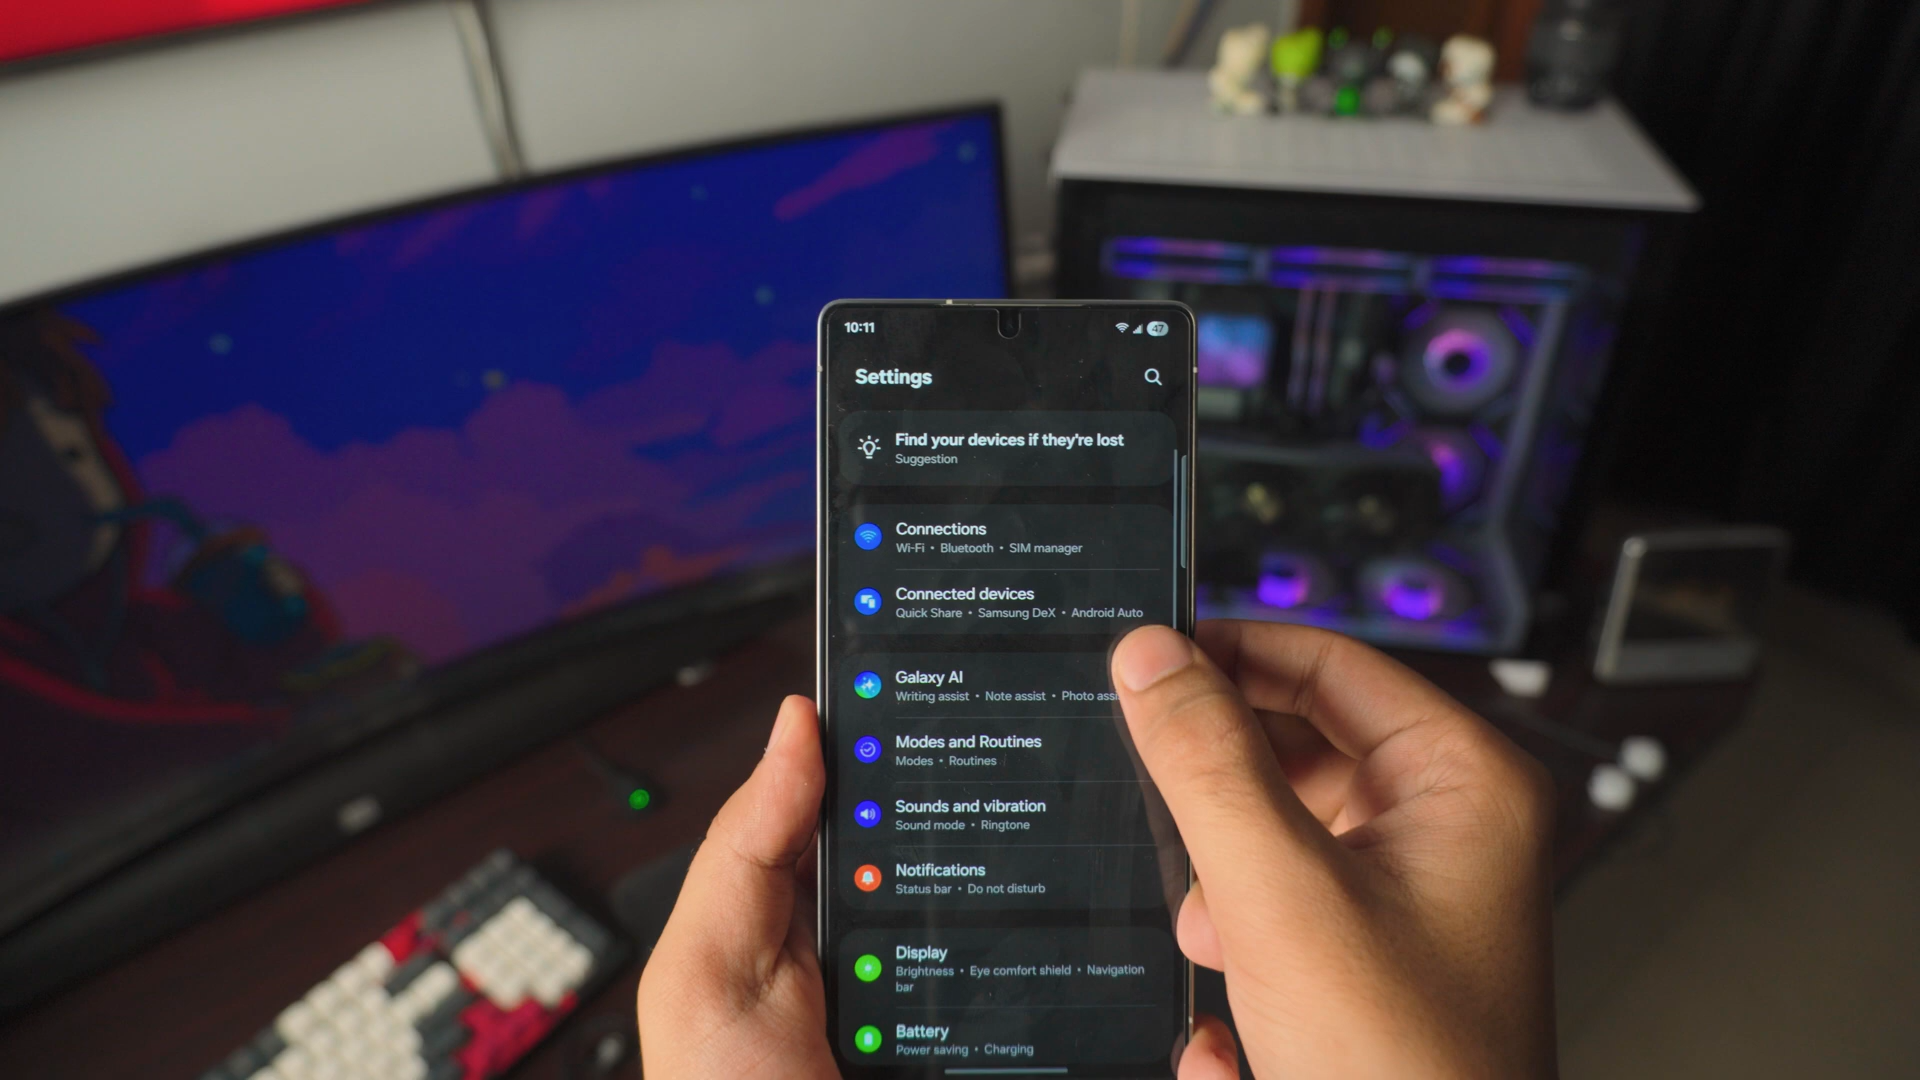 10:11
47
Settings
Find your devices if they're lost
Suggestion
Connections
Wi-Fi • Bluetooth • SIM manager
Connected devices
Quick Share • Samsung DeX • Android Auto
Galaxy AI
Writing assist • Note assist • Photo
Modes and Routines
Modes • Routines
Sounds and vibration
Sound mode • Ringtone
Notifications
Status bar • Do not disturb
Display
Brightness • Eye comfort shield • Navigation
bar
Battery
Power saving • Charging